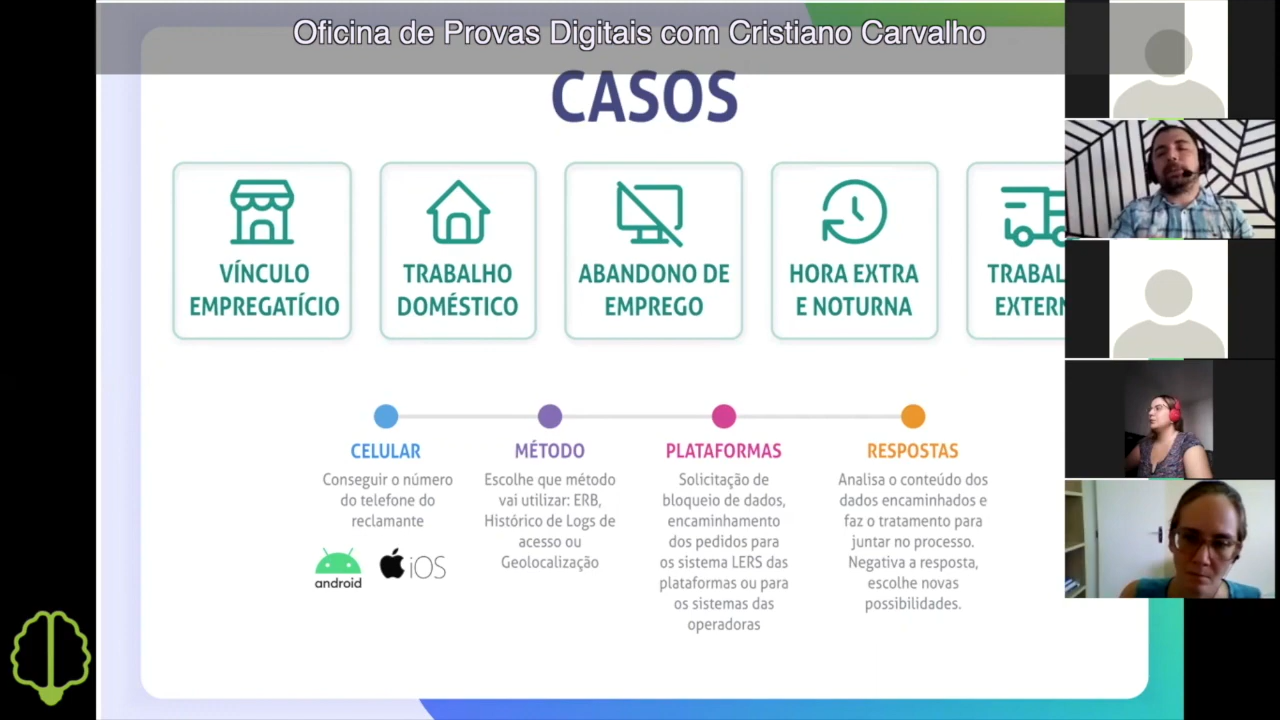 Oficina de Provas Digitais com Cristiano Carvalho
CASOS
VÍNCULO
EMPREGATÍCIO
TRABALHO
DOMÉSTICO
ABANDONO DE
EMPREGO
HORA EXTRA
E NOTURNA
TRABAL
EXTERN
CELULAR
Conseguir o número
do telefone do
reclamante
android
iOS
MÉTODO
Escolhe que método
vai utilizar: ERB,
Histórico de Logs de
acesso ou
Geolocalização
PLATAFORMAS
Solicitação de
bloqueio de dados,
encaminhamento
dos pedidos para
os sistema LERS das
plataformas ou para
os sistemas das
operadoras
RESPOSTAS
Analisa o conteúdo dos
dados encaminhados e
faz o tratamento para
juntar no processo.
Negativa a resposta,
escolhe novas
possibilidades.